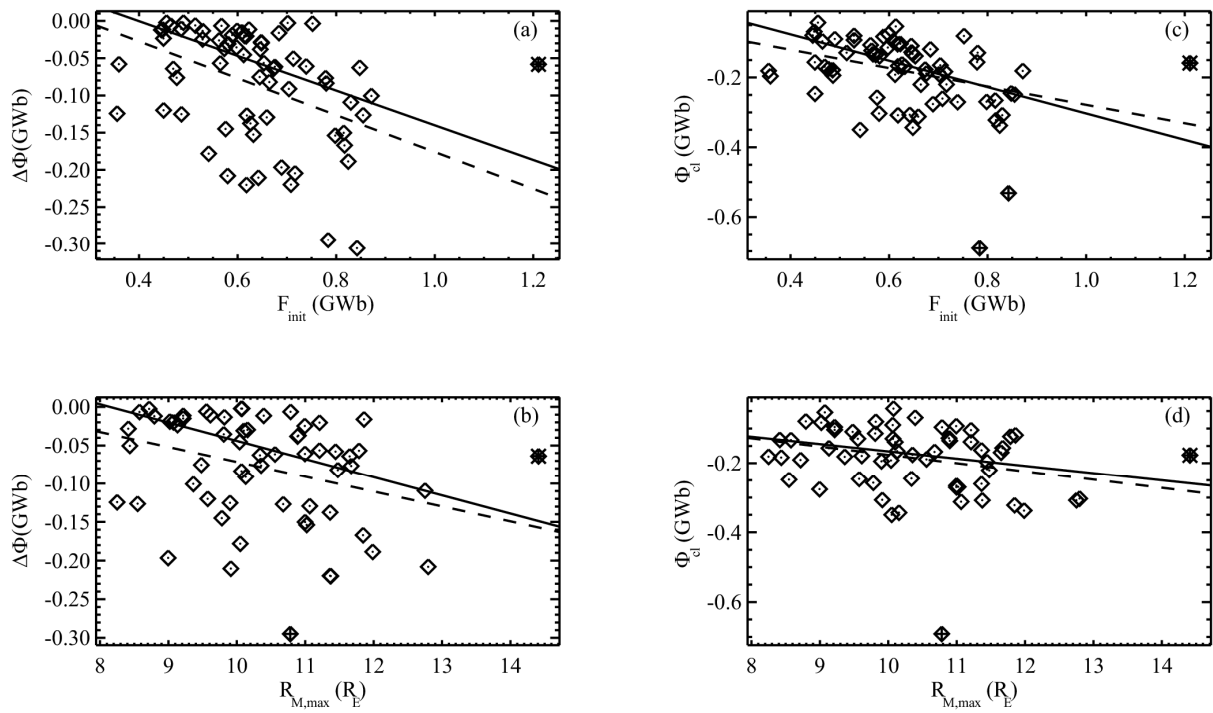 (a)
0.00
-0.05
-0.10
-0.15
-0.20
-0.25
-0.30
ΔΦ(GWb)
0.4 0.6 0.8 1.0 1.2
F_init (GWb)
(c)
-0.2
-0.4
-0.6
Φ_cl (GWb)
0.4 0.6 0.8 1.0 1.2
F_init (GWb)
(b)
0.00
-0.05
-0.10
-0.15
-0.20
-0.25
-0.30
ΔΦ(GWb)
8 9 10 11 12 13 14
R_M,max (R_E)
(d)
-0.2
-0.4
-0.6
Φ_cl (GWb)
8 9 10 11 12 13 14
R_M,max (R_E)